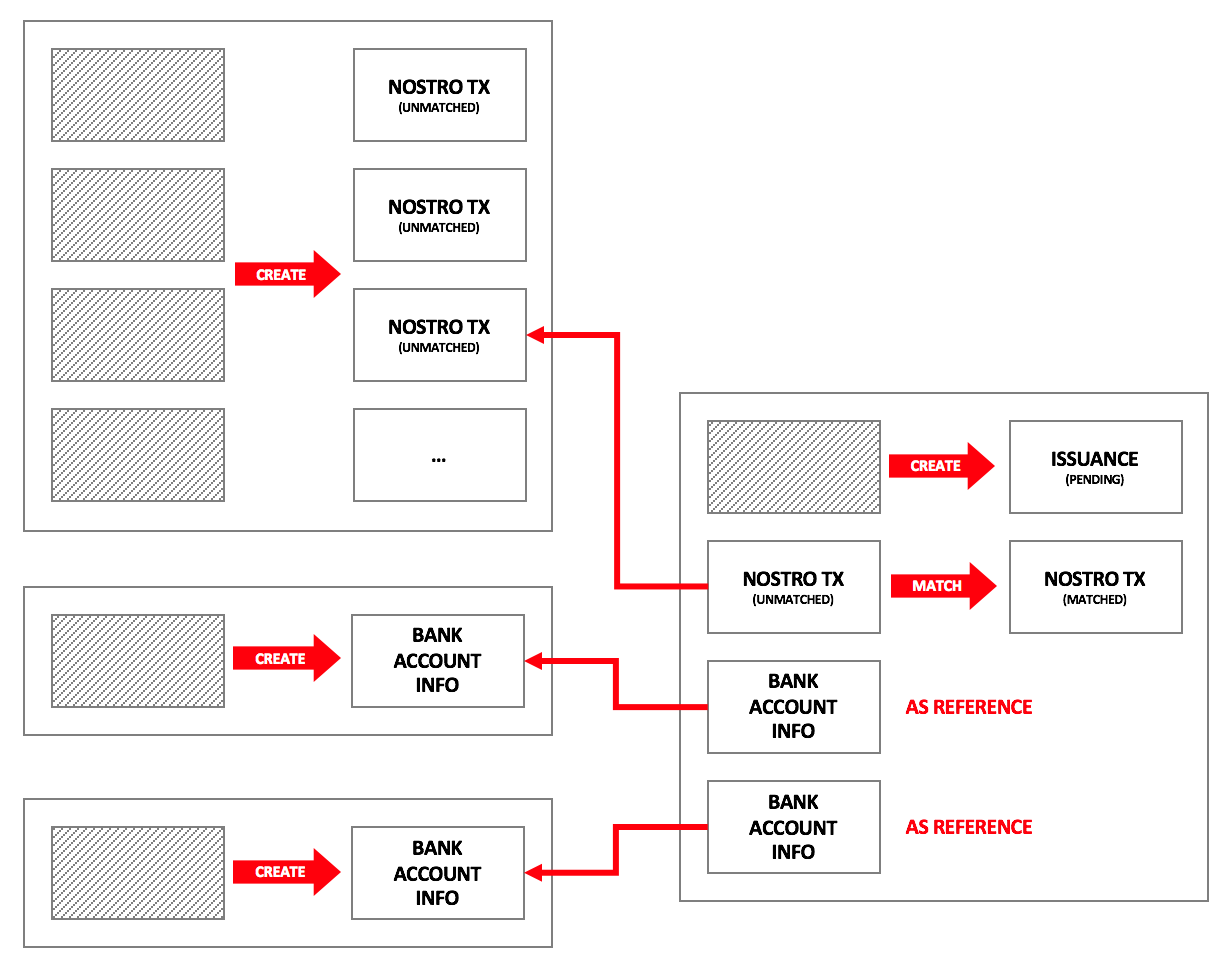 NOSTRO TX
(UNMATCHED)
NOSTRO TX
(UNMATCHED)
CREATE
NOSTRO TX
(UNMATCHED)
...
CREATE
BANK
ACCOUNT
INFO
CREATE
BANK
ACCOUNT
INFO
CREATE
ISSUANCE
(PENDING)
NOSTRO TX
(UNMATCHED)
MATCH
NOSTRO TX
(MATCHED)
BANK
ACCOUNT
INFO
AS REFERENCE
BANK
ACCOUNT
INFO
AS REFERENCE